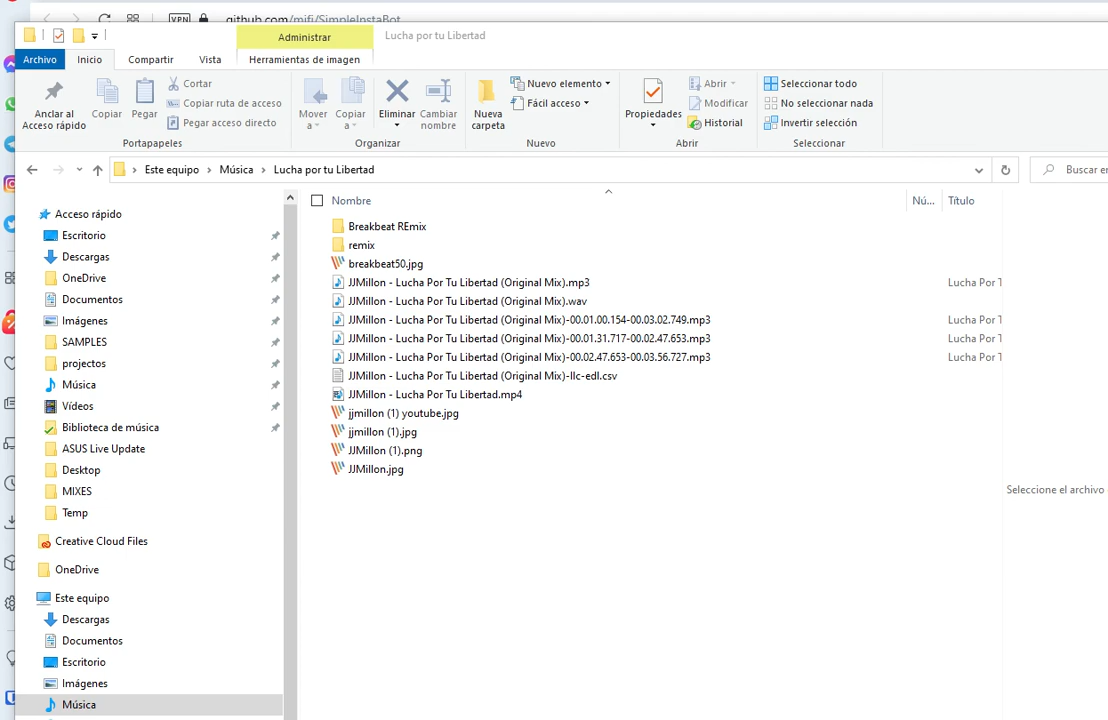 VPN github.com/mifi/SimpleInstaBot
Administrar Lucha por tu Libertad
Archivo Inicio Compartir Vista Herramientas de imagen
Anclar al Acceso rápido
Copiar
Pegar
Cortar
Copiar ruta de acceso
Pegar acceso directo
Portapapeles
Mover a
Copiar a
Eliminar
Cambiar nombre
Organizar
Nueva carpeta
Nuevo elemento
Fácil acceso
Nuevo
Propiedades
Abrir
Modificar
Historial
Abrir
Seleccionar todo
No seleccionar nada
Invertir selección
Seleccionar
Este equipo > Música > Lucha por tu Libertad
Buscar en
Acceso rápido
Escritorio
Descargas
OneDrive
Documentos
Imágenes
SAMPLES
projectos
Música
Vídeos
Biblioteca de música
ASUS Live Update
Desktop
MIXES
Temp
Creative Cloud Files
OneDrive
Este equipo
Descargas
Documentos
Escritorio
Imágenes
Música
Nombre Nú... Título
Breakbeat REmix
remix
breakbeat50.jpg
JJMillon - Lucha Por Tu Libertad (Original Mix).mp3 Lucha Por T
JJMillon - Lucha Por Tu Libertad (Original Mix).wav
JJMillon - Lucha Por Tu Libertad (Original Mix)-00.01.00.154-00.03.02.749.mp3 Lucha Por T
JJMillon - Lucha Por Tu Libertad (Original Mix)-00.01.31.717-00.02.47.653.mp3 Lucha Por T
JJMillon - Lucha Por Tu Libertad (Original Mix)-00.02.47.653-00.03.56.727.mp3 Lucha Por T
JJMillon - Lucha Por Tu Libertad (Original Mix)-llc-edl.csv
JJMillon - Lucha Por Tu Libertad.mp4
jjmillon (1) youtube.jpg
jjmillon (1).jpg
JJMillon (1).png
JJMillon.jpg
Seleccione el archivo